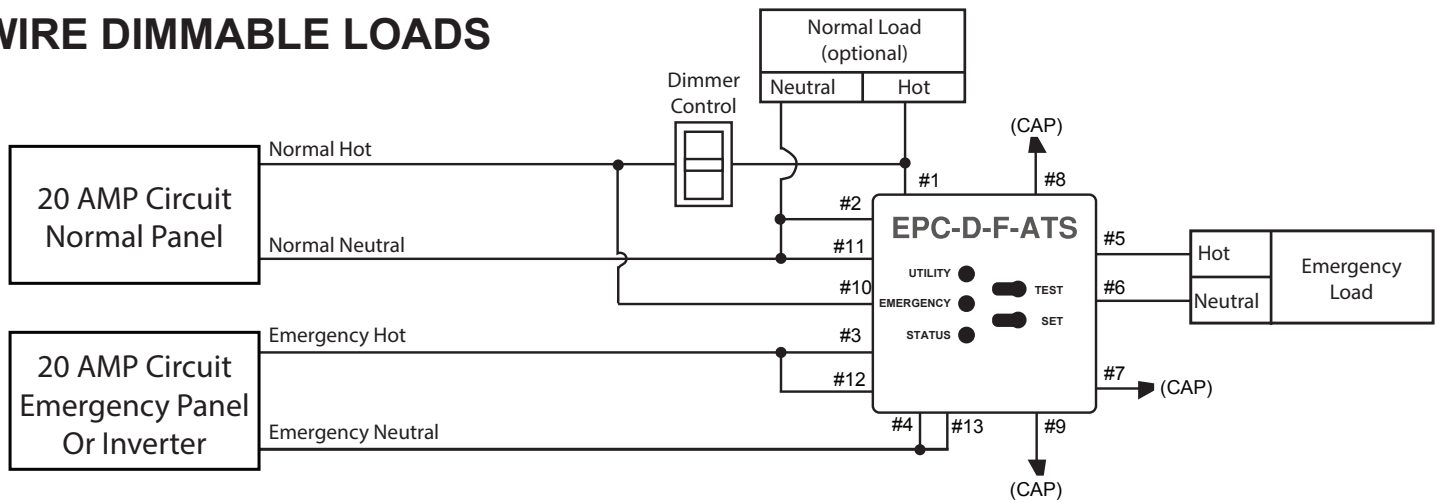 WIRE DIMMABLE LOADS
Normal Load
(optional)
Neutral
Hot
Dimmer
Control
(CAP)
Normal Hot
20 AMP Circuit
Normal Panel
Normal Neutral
#1
#8
#2
#11
#10
EPC-D-F-ATS
UTILITY
EMERGENCY
STATUS
TEST
SET
#5
#6
Hot
Neutral
Emergency
Load
20 AMP Circuit
Emergency Panel
Or Inverter
Emergency Hot
Emergency Neutral
#3
#12
#7
(CAP)
#4
#13
#9
(CAP)